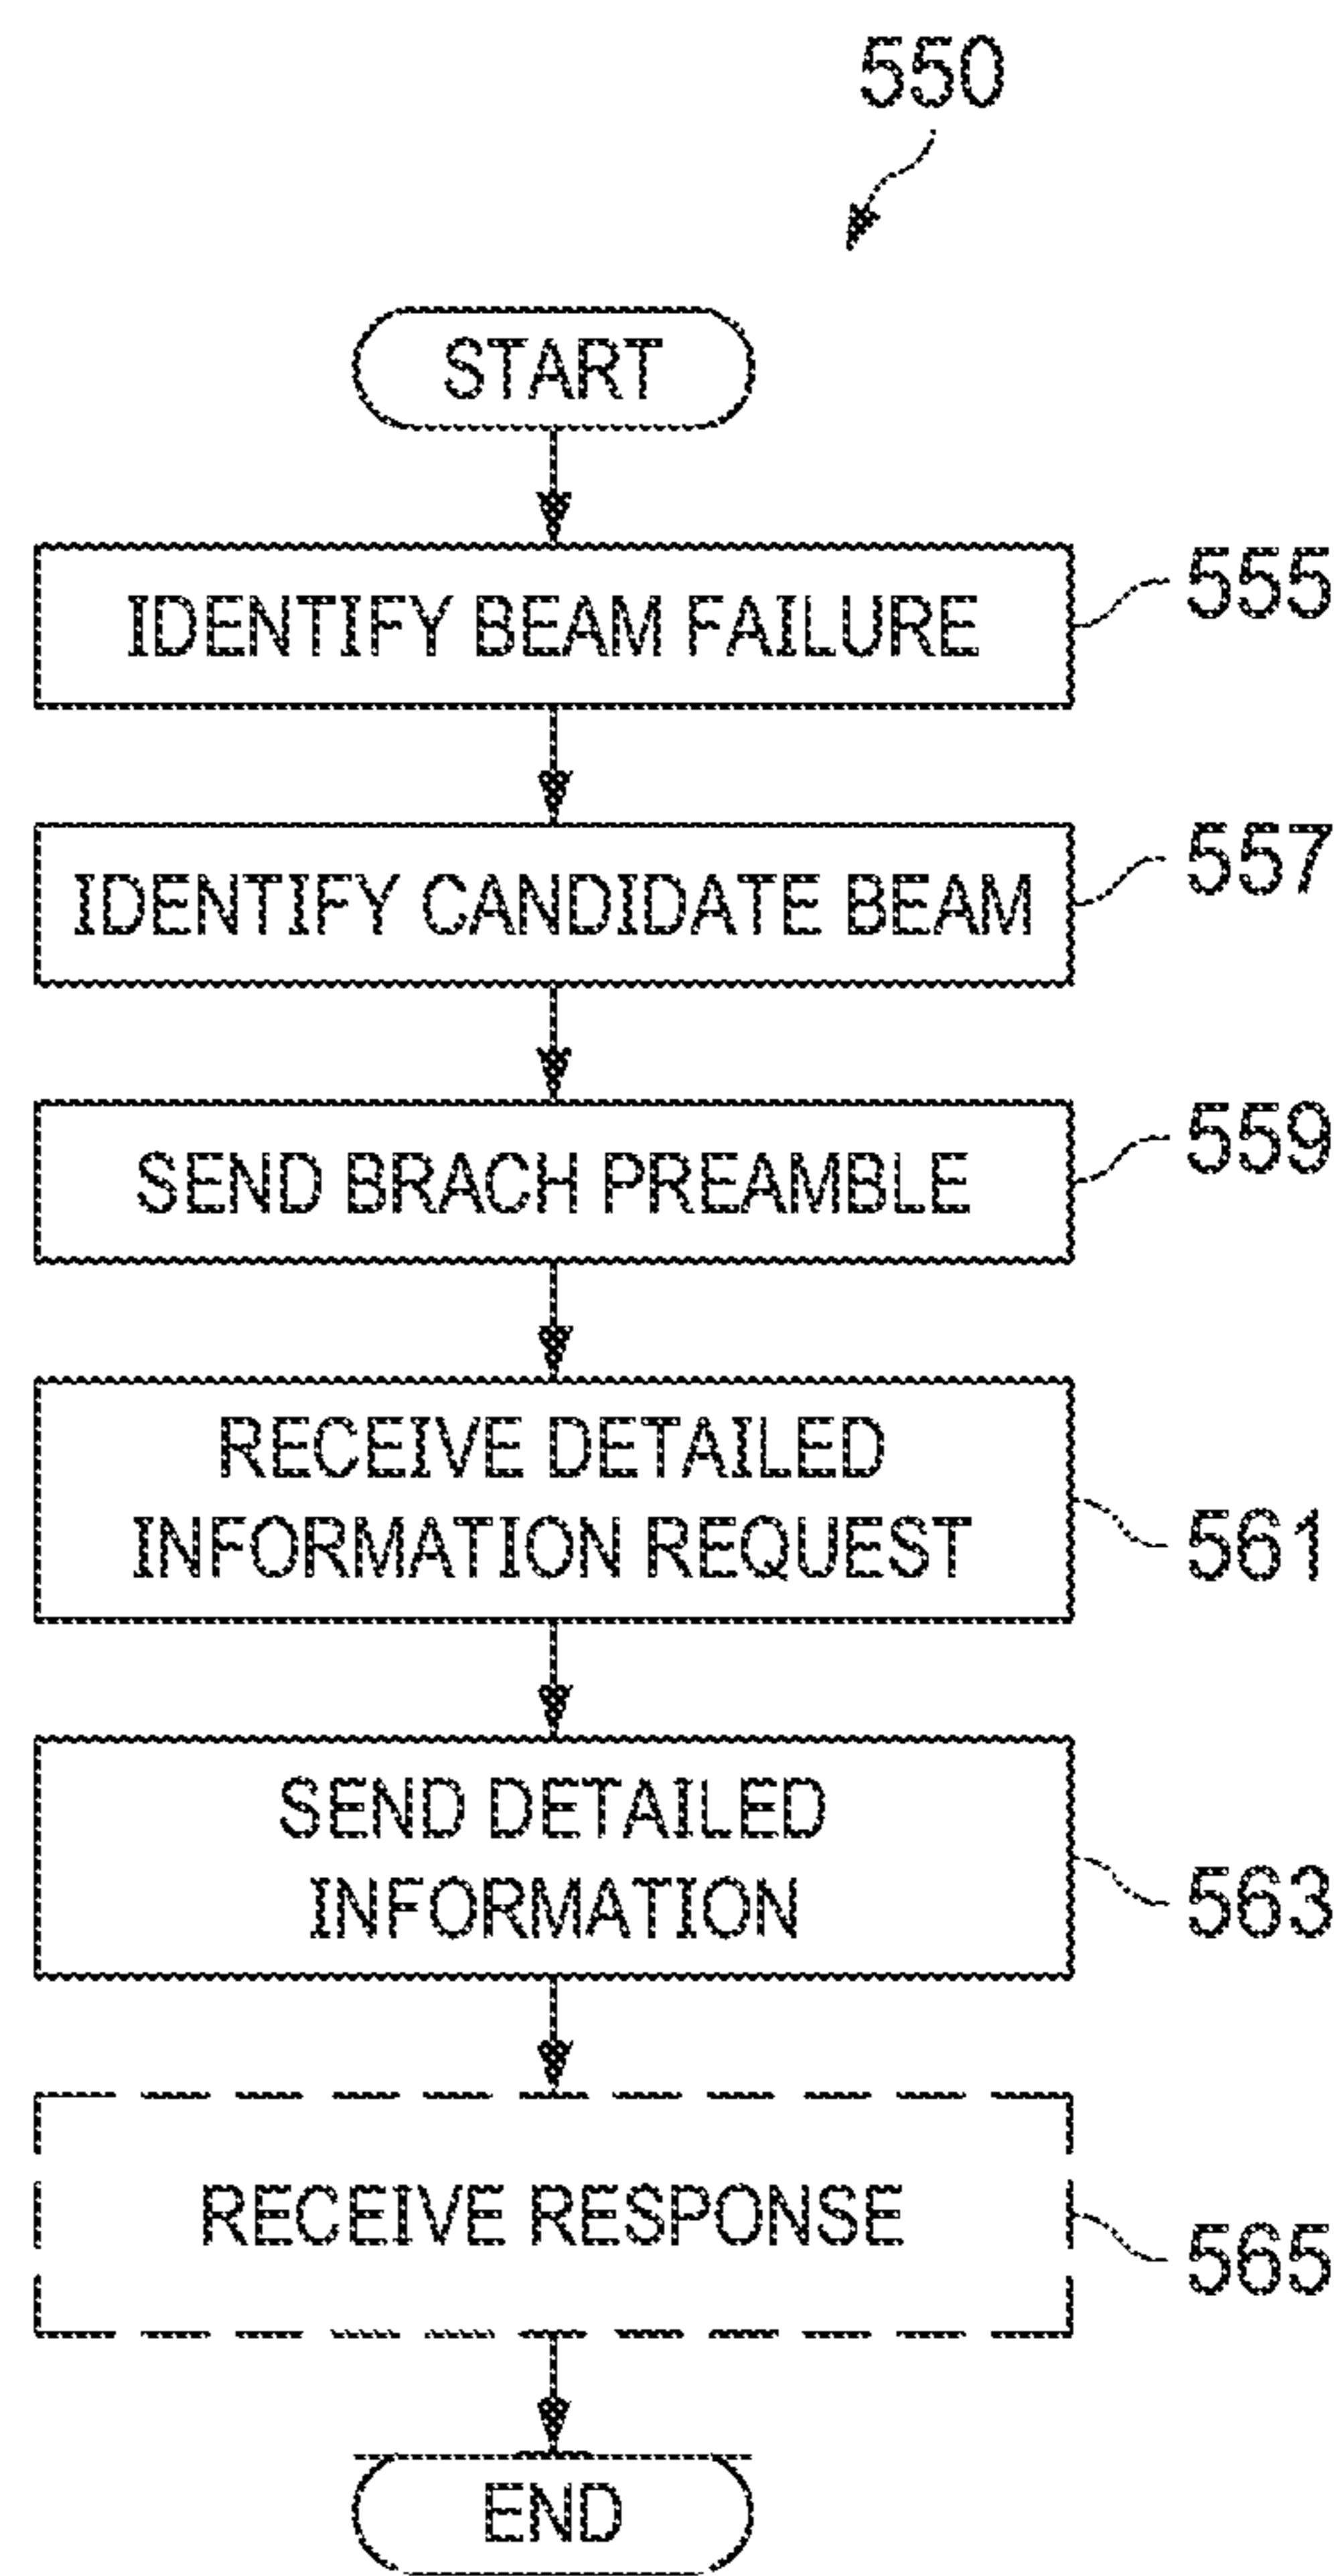 550
START
IDENTIFY BEAM FAILURE
555
IDENTIFY CANDIDATE BEAM
557
SEND BRACH PREAMBLE
559
RECEIVE DETAILED
INFORMATION REQUEST
561
SEND DETAILED
INFORMATION
563
RECEIVE RESPONSE
565
END